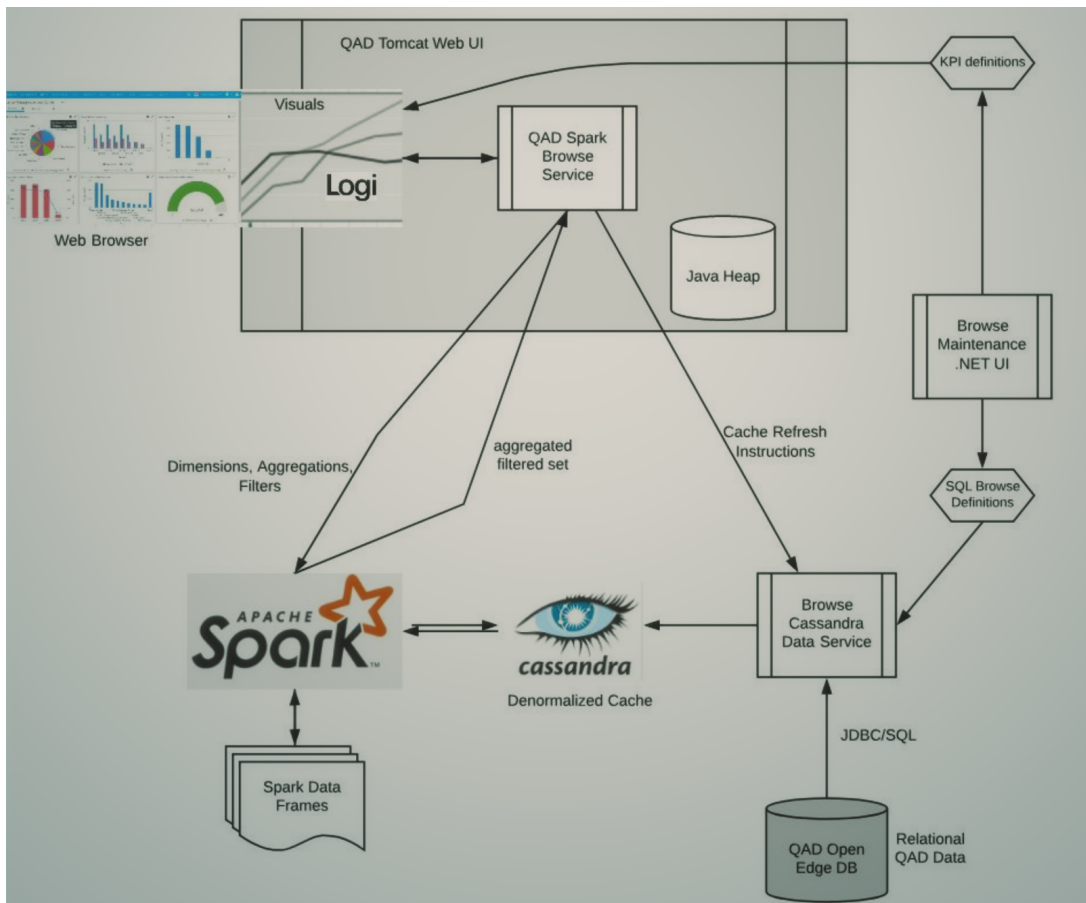 QAD Tomcat Web UI
KPI definitions
Visuals
Logi
QAD Spark
Browse
Service
Web Browser
Java Heap
Browse
Maintenance
.NET UI
Dimensions, Aggregations,
Filters
aggregated
filtered set
Cache Refresh
Instructions
SQL Browse
Definitions
APACHE
Spark™
cassandra
Denormalized Cache
Browse
Cassandra
Data Service
JDBC/SQL
Spark Data
Frames
QAD Open
Edge DB
Relational
QAD Data